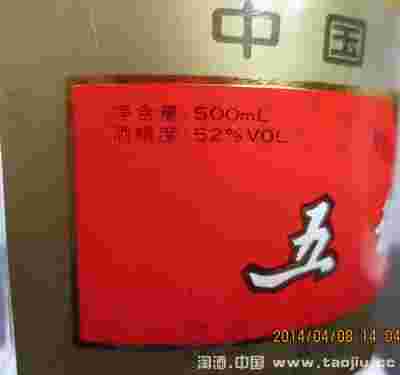 中国
净含量：500mL
酒精度：52%VOL
五
2014/04/08 14:04
淘酒.中国 www.taojiu.cc